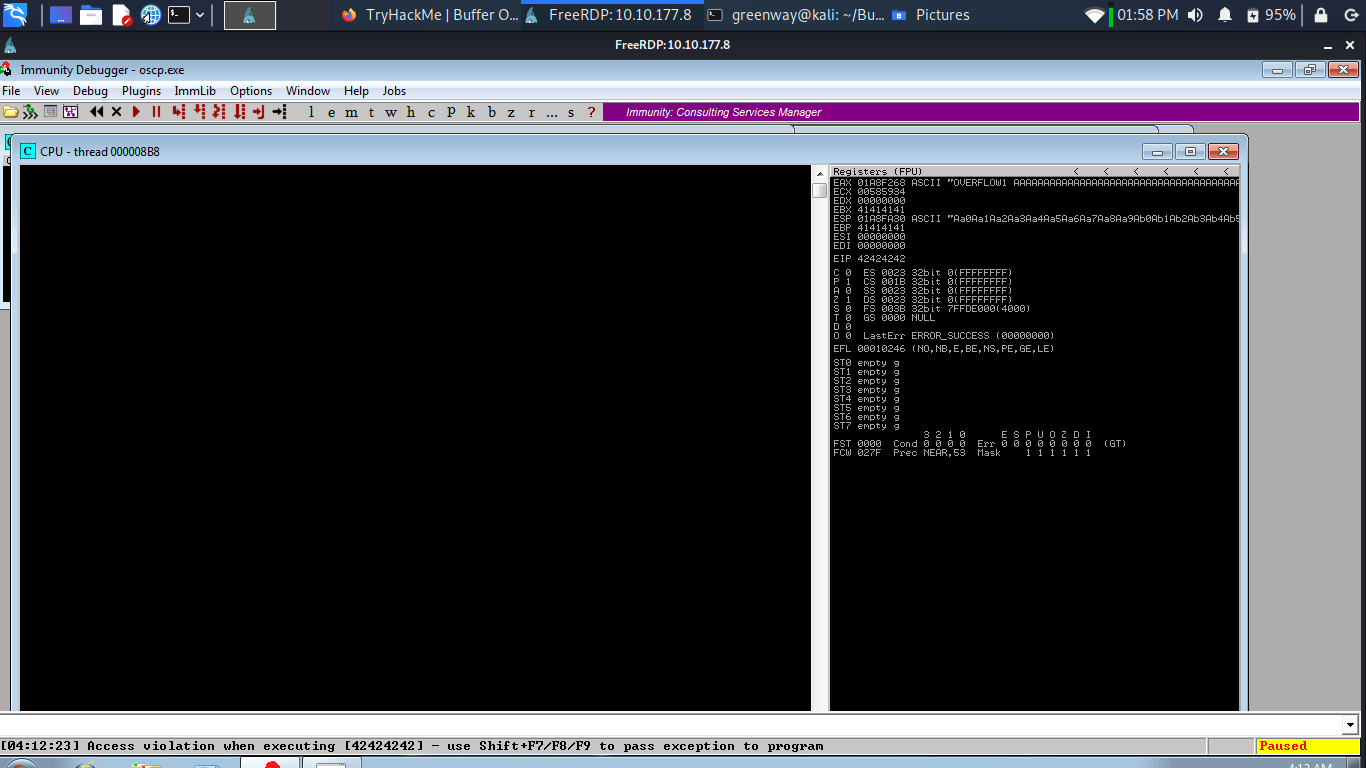 TryHackMe | Buffer O...
FreeRDP: 10.10.177.8
greenway@kali: ~/Bu...
Pictures
01:58 PM
95%
FreeRDP: 10.10.177.8
Immunity Debugger - oscp.exe
File View Debug Plugins ImmLib Options Window Help Jobs
l e m t w h c p k b z r ... s ?
Immunity: Consulting Services Manager
C CPU - thread 000008B8
Registers (FPU) < < < < < <
EAX 01A8F268 ASCII "OVERFLOW1 AAAAAAAAAAAAAAAAAAAAAAAAAAAAAAAAAAAAAA
ECX 00585934
EDX 00000000
EBX 41414141
ESP 01A8FA30 ASCII "Aa0Aa1Aa2Aa3Aa4Aa5Aa6Aa7Aa8Aa9Ab0Ab1Ab2Ab3Ab4Ab5
EBP 41414141
ESI 00000000
EDI 00000000
EIP 42424242
C 0 ES 0023 32bit 0(FFFFFFFF)
P 1 CS 001B 32bit 0(FFFFFFFF)
A 0 SS 0023 32bit 0(FFFFFFFF)
Z 1 DS 0023 32bit 0(FFFFFFFF)
S 0 FS 003B 32bit 7FFDE000(4000)
T 0 GS 0000 NULL
D 0
O 0 LastErr ERROR_SUCCESS (00000000)
EFL 00010246 (NO,NB,E,BE,NS,PE,GE,LE)
ST0 empty g
ST1 empty g
ST2 empty g
ST3 empty g
ST4 empty g
ST5 empty g
ST6 empty g
ST7 empty g
3 2 1 0 E S P U O Z D I
FST 0000 Cond 0 0 0 0 Err 0 0 0 0 0 0 0 0 (GT)
FCW 027F Prec NEAR,53 Mask 1 1 1 1 1 1
[04:12:23] Access violation when executing [42424242] - use Shift+F7/F8/F9 to pass exception to program
Paused